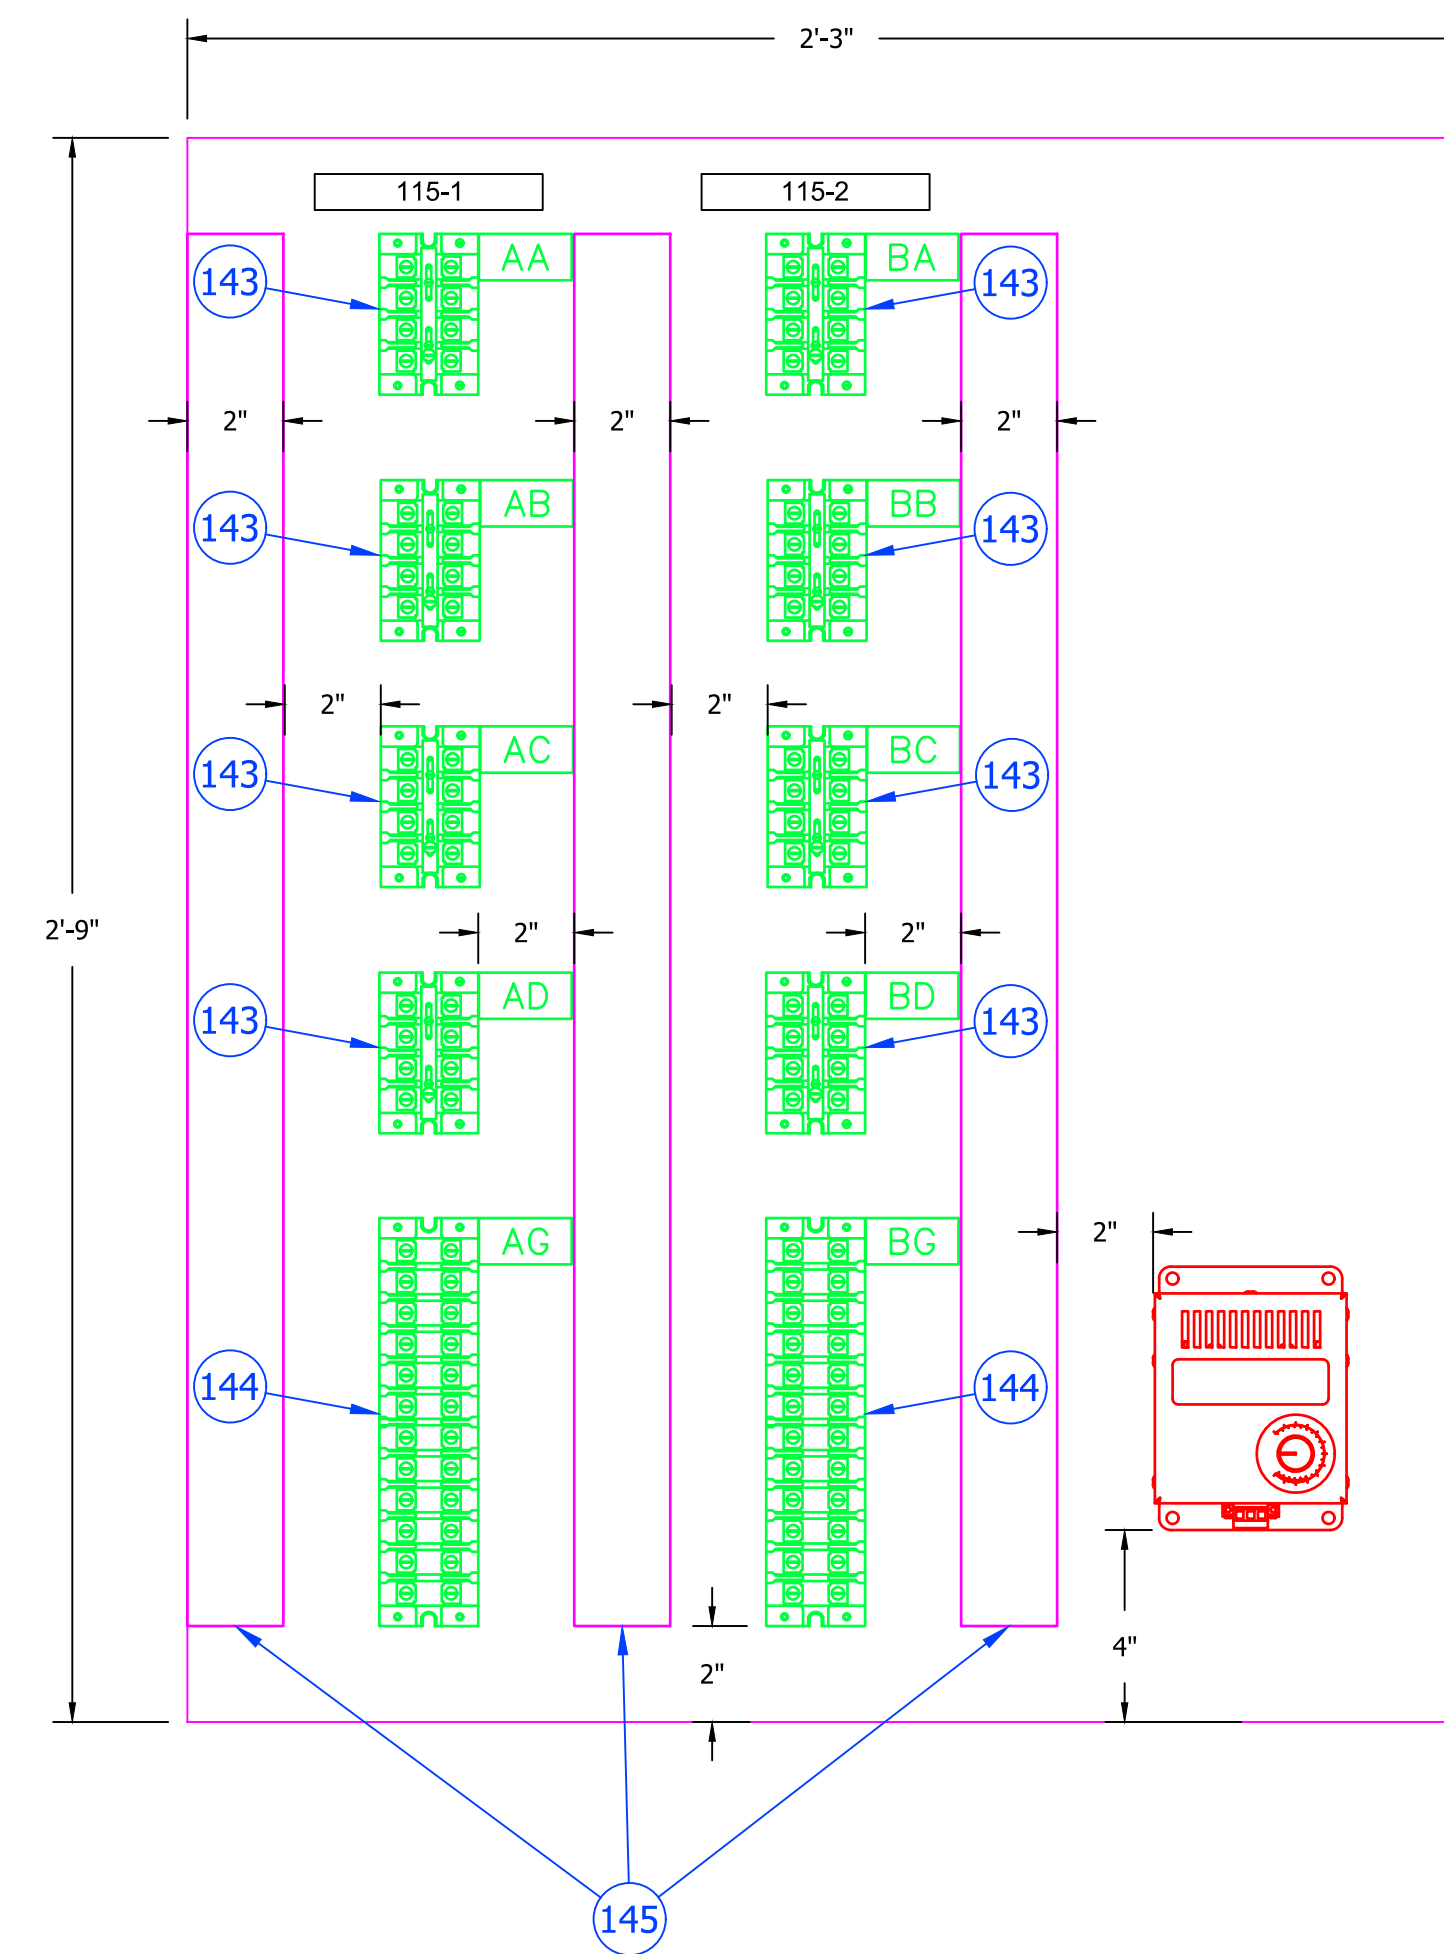 2'-3"
115-1 115-2
143 AA BA 143
2" 2" 2"
143 AB BB 143
2" 2"
143 AC BC 143
2'-9" 2" 2"
143 AD BD 143
2"
AG BG
144 144
4"
2"
145